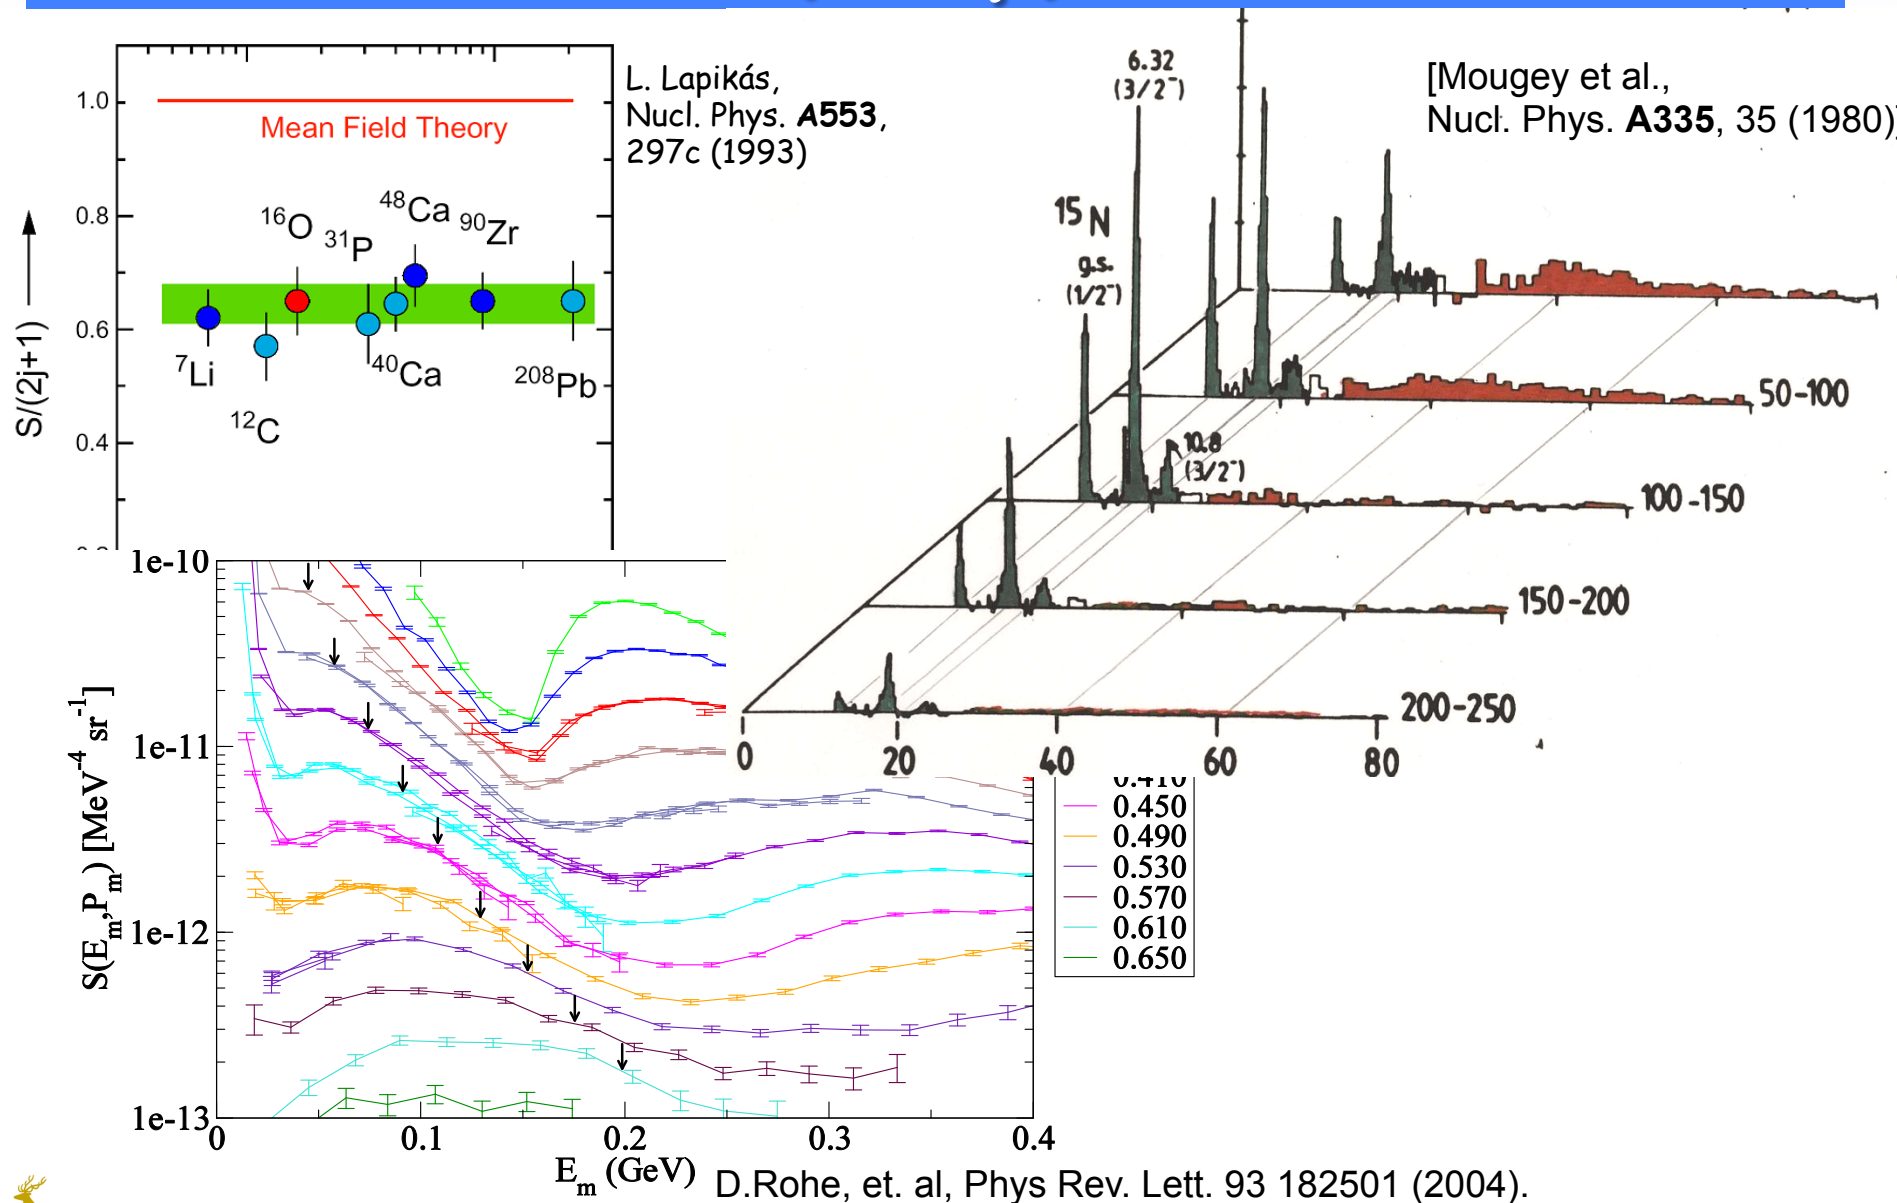 1.0
Mean Field Theory
0.8
0.6
0.4
S/(2j+1)
16O
31P
48Ca
90Zr
7Li
12C
40Ca
208Pb
L. Lapikás,
Nucl. Phys. A553,
297c (1993)
[Mougey et al.,
Nucl. Phys. A335, 35 (1980)]
6.32
(3/2-)
15N
g.s.
(1/2-)
10.8
(3/2-)
50-100
100-150
150-200
200-250
0 20 40 60 80
1e-10
1e-11
1e-12
1e-13
S(Em,Pm) [MeV-4 sr-1]
0 0.1 0.2 0.3 0.4
Em (GeV)
0.410
0.450
0.490
0.530
0.570
0.610
0.650
D.Rohe, et. al, Phys Rev. Lett. 93 182501 (2004).